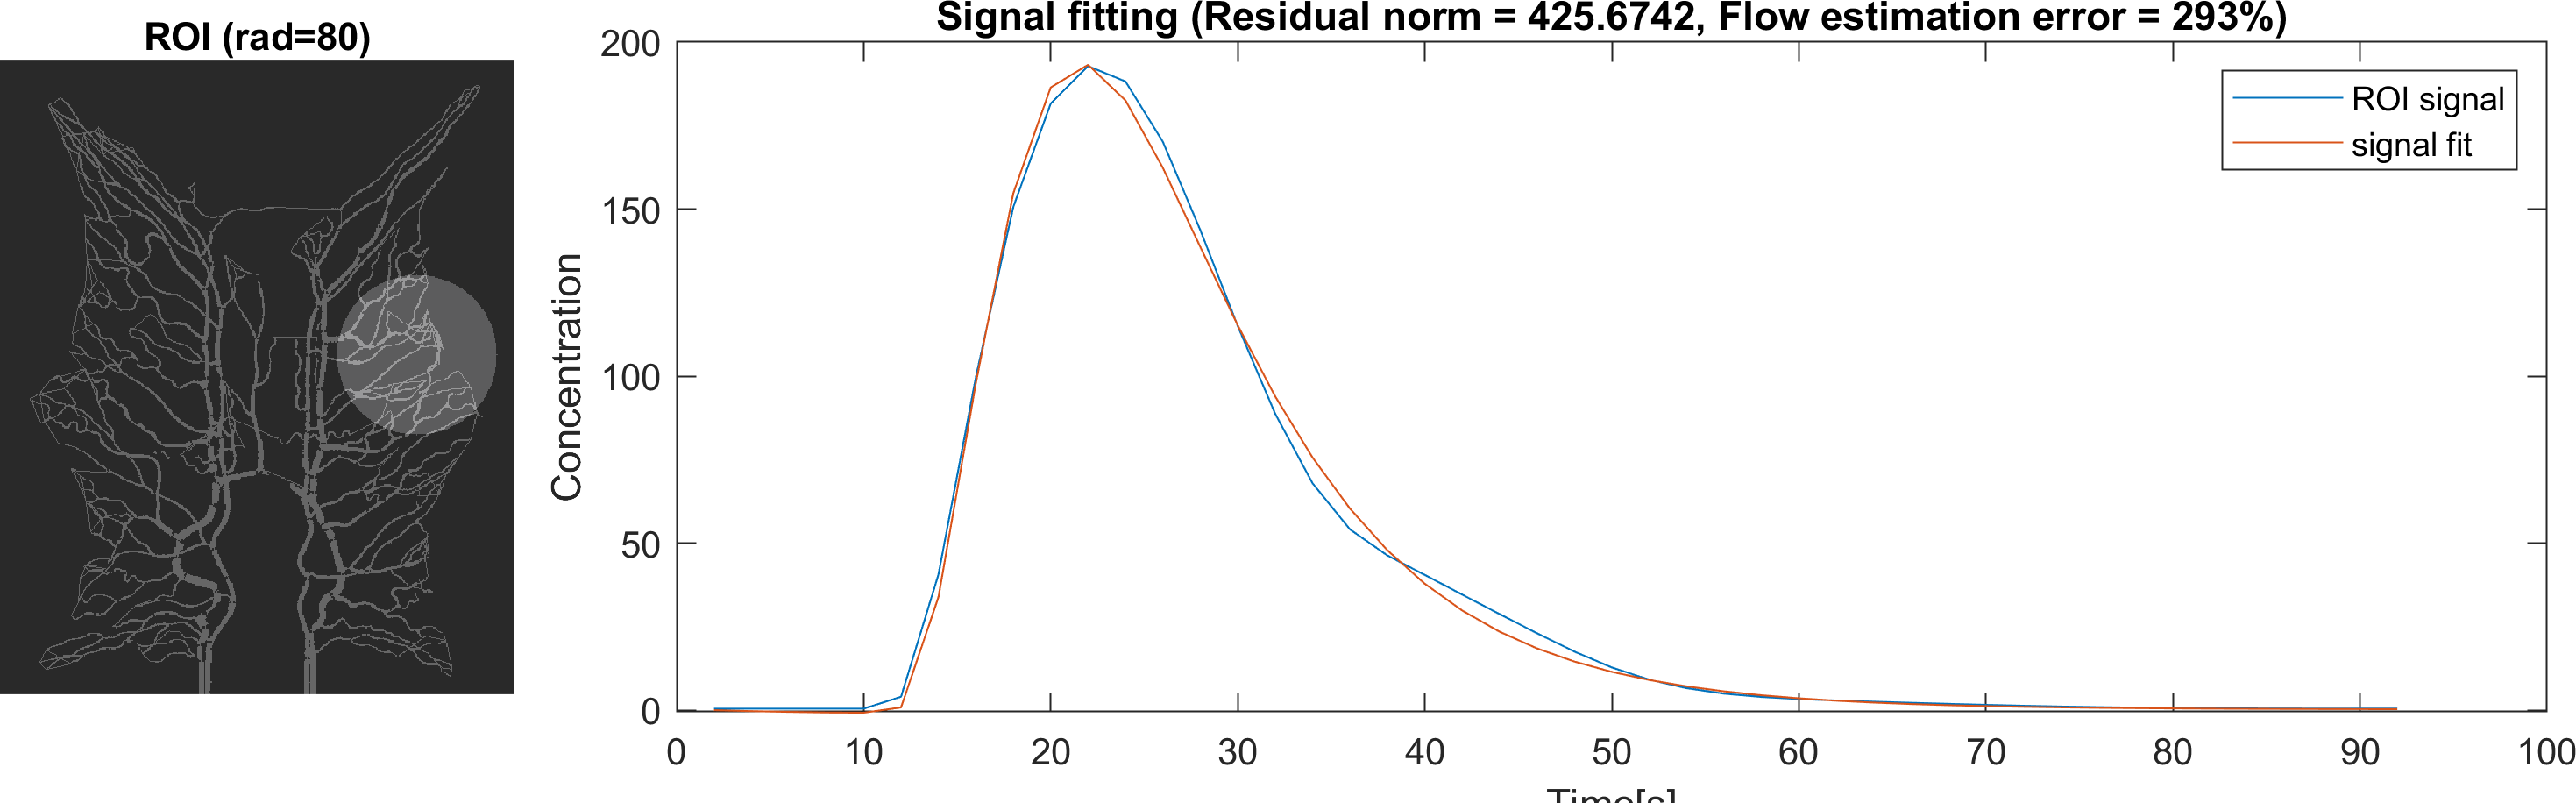 ROI (rad=80)
Signal fitting (Residual norm = 425.6742, Flow estimation error = 293%)
200
150
100
50
0
Concentration
ROI signal
signal fit
0 10 20 30 40 50 60 70 80 90 100
Time[s]